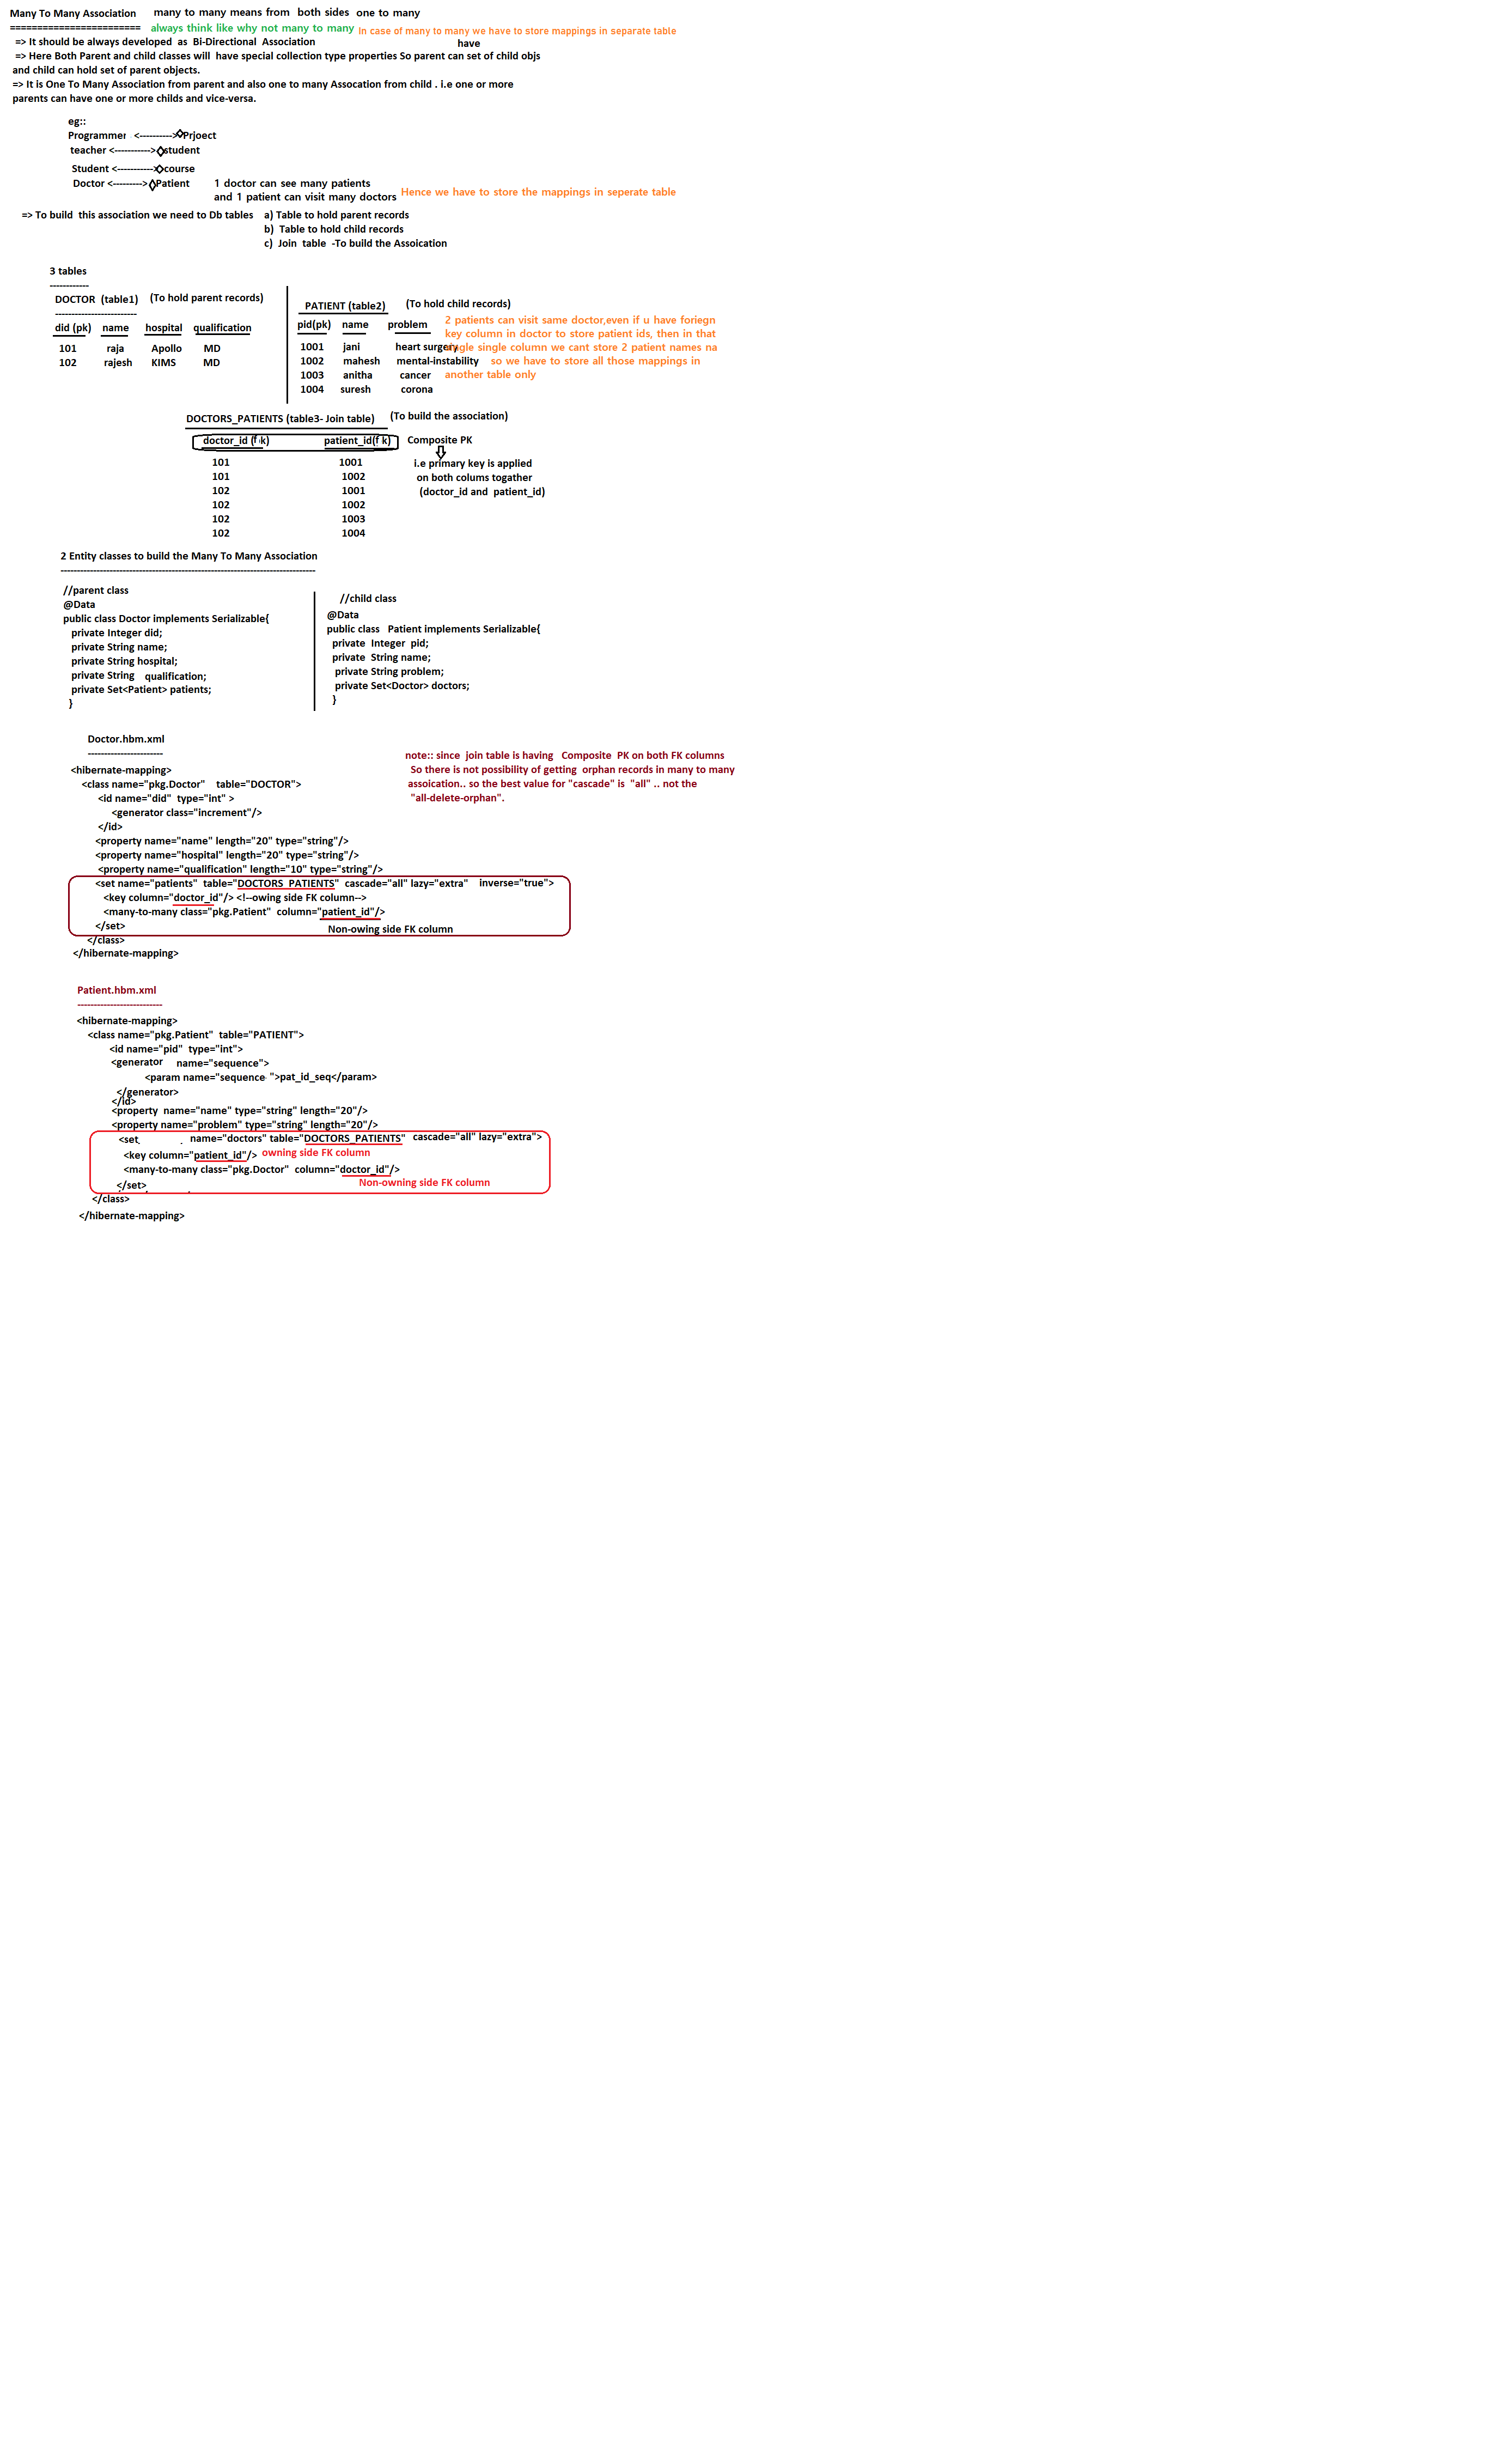 Many To Many Association many to many means from both sides one to many
======================== always think like why not many to many In case of many to many we have to store mappings in separate table
=> It should be always developed as Bi-Directional Association
have
=> Here Both Parent and child classes will have special collection type properties So parent can set of child objs
and child can hold set of parent objects.
=> It is One To Many Association from parent and also one to many Assocation from child . i.e one or more
parents can have one or more childs and vice-versa.
eg::
Programmer <----------> Prjoect
teacher <-----------> student
Student <-----------> course
Doctor <---------> Patient 1 doctor can see many patients
and 1 patient can visit many doctors Hence we have to store the mappings in seperate table
=> To build this association we need to Db tables a) Table to hold parent records
b) Table to hold child records
c) Join table -To build the Assoication
3 tables
------------
DOCTOR (table1) (To hold parent records)
-------------------------
did (pk) name hospital qualification
101 raja Apollo MD
102 rajesh KIMS MD
PATIENT (table2) (To hold child records)
pid(pk) name problem
1001 jani heart surgery
1002 mahesh mental-instability
1003 anitha cancer
1004 suresh corona
2 patients can visit same doctor,even if u have foriegn
key column in doctor to store patient ids, then in that
single single column we cant store 2 patient names na
so we have to store all those mappings in
another table only
DOCTORS_PATIENTS (table3- Join table) (To build the association)
doctor_id (f k) patient_id(f k) Composite PK
101 1001
101 1002
102 1001
102 1002
102 1003
102 1004
i.e primary key is applied
on both colums togather
(doctor_id and patient_id)
2 Entity classes to build the Many To Many Association
------------------------------------------------------------------------------
//parent class
@Data
public class Doctor implements Serializable{
private Integer did;
private String name;
private String hospital;
private String qualification;
private Set<Patient> patients;
}
//child class
@Data
public class Patient implements Serializable{
private Integer pid;
private String name;
private String problem;
private Set<Doctor> doctors;
}
Doctor.hbm.xml
-----------------------
<hibernate-mapping>
<class name="pkg.Doctor" table="DOCTOR">
<id name="did" type="int" >
<generator class="increment"/>
</id>
<property name="name" length="20" type="string"/>
<property name="hospital" length="20" type="string"/>
<property name="qualification" length="10" type="string"/>
<set name="patients" table="DOCTORS_PATIENTS" cascade="all" lazy="extra" inverse="true">
<key column="doctor_id"/> <!--owing side FK column-->
<many-to-many class="pkg.Patient" column="patient_id"/>
</set> Non-owing side FK column
</class>
</hibernate-mapping>
note:: since join table is having Composite PK on both FK columns
So there is not possibility of getting orphan records in many to many
assoication.. so the best value for "cascade" is "all" .. not the
"all-delete-orphan".
Patient.hbm.xml
--------------------------
<hibernate-mapping>
<class name="pkg.Patient" table="PATIENT">
<id name="pid" type="int">
<generator name="sequence">
<param name="sequence ">pat_id_seq</param>
</generator>
</id>
<property name="name" type="string" length="20"/>
<property name="problem" type="string" length="20"/>
<set name="doctors" table="DOCTORS_PATIENTS" cascade="all" lazy="extra">
<key column="patient_id"/> owning side FK column
<many-to-many class="pkg.Doctor" column="doctor_id"/>
</set> Non-owning side FK column
</class>
</hibernate-mapping>